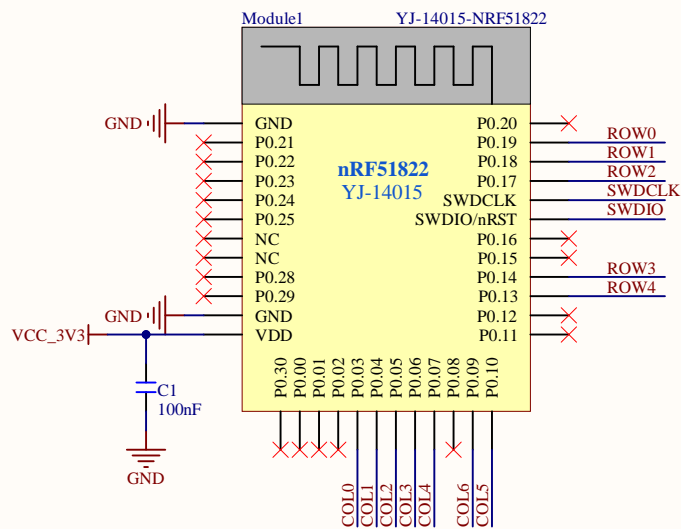 Module1
YJ-14015-NRF51822
nRF51822
YJ-14015
GND
GND
P0.21
P0.22
P0.23
P0.24
P0.25
NC
NC
P0.28
P0.29
GND
GND
VCC_3V3
VDD
P0.20
P0.19
ROW0
P0.18
ROW1
P0.17
ROW2
SWDCLK
SWDCLK
SWDIO/nRST
SWDIO
P0.16
P0.15
P0.14
ROW3
P0.13
ROW4
P0.12
P0.11
P0.30
P0.00
P0.01
P0.02
P0.03
P0.04
P0.05
P0.06
P0.07
P0.08
P0.09
P0.10
C1
100nF
GND
COL0
COL1
COL2
COL3
COL4
COL6
COL5